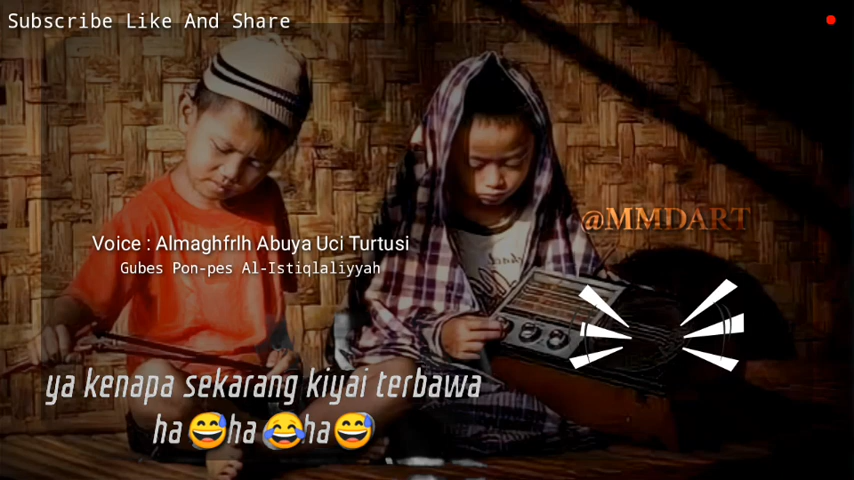 Subscribe Like And Share
@MMDART
Voice : Almaghfrlh Abuya Uci Turtusi
Gubes Pon-pes Al-Istiqlaliyyah
ya kenapa sekarang kiyai terbawa
ha😅ha😂ha😅